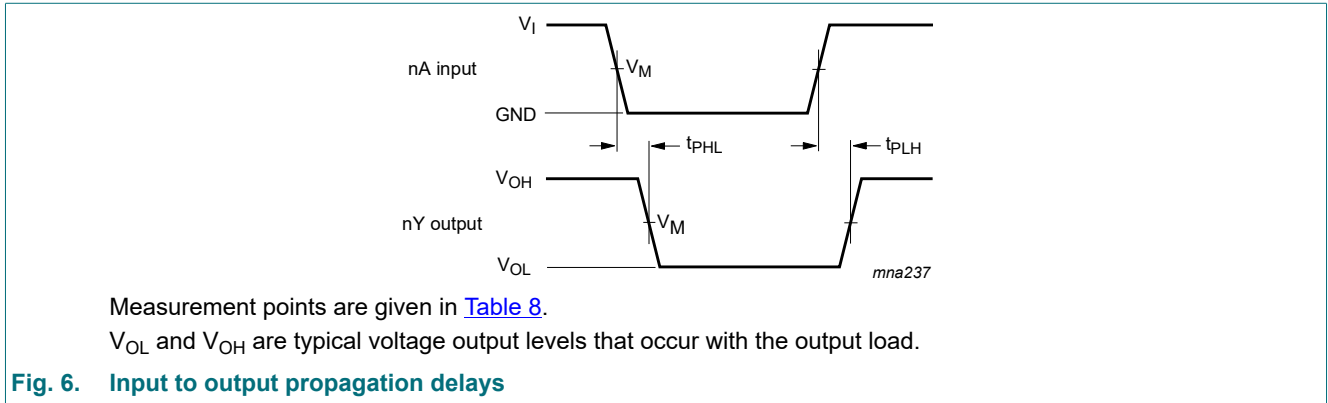 V_I
nA input
V_M
GND
t_PHL
t_PLH
V_OH
nY output
V_M
V_OL
mna237
Measurement points are given in Table 8.
V_OL and V_OH are typical voltage output levels that occur with the output load.
Fig. 6. Input to output propagation delays